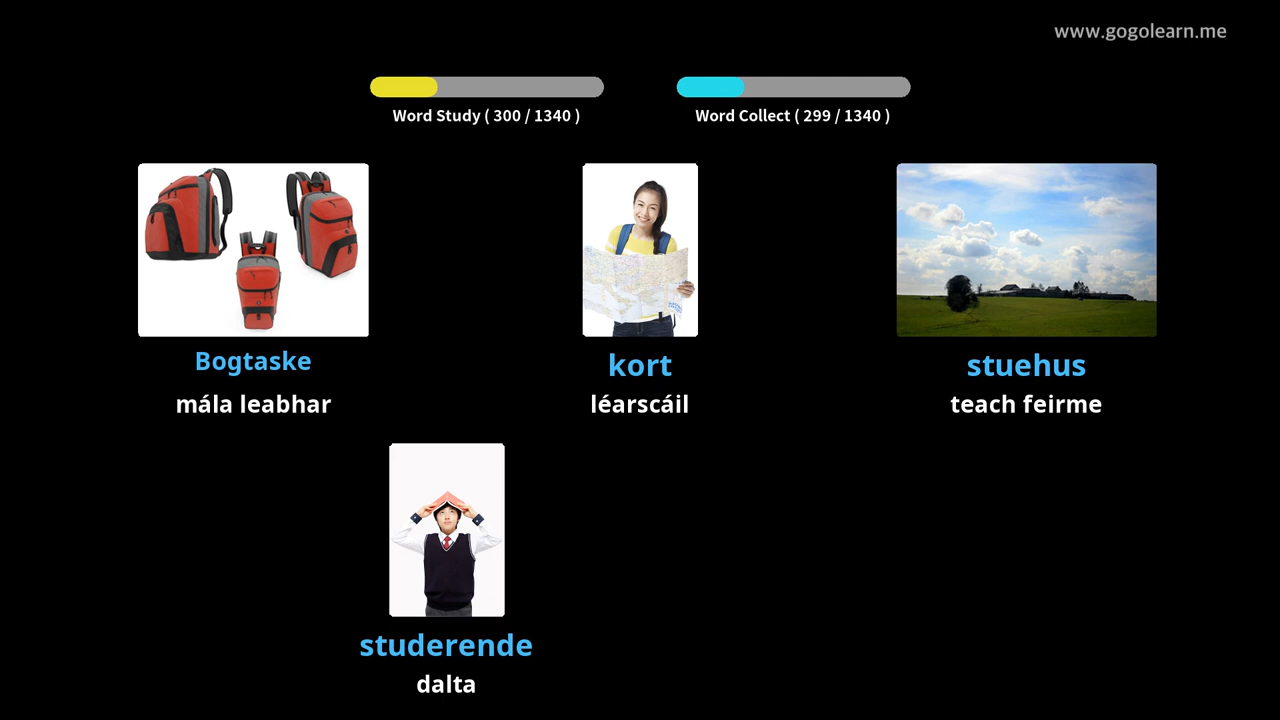 www.gogolearn.me
Word Study ( 300 / 1340 )
Word Collect ( 299 / 1340 )
Bogtaske
mála leabhar
kort
léarscáil
stuehus
teach feirme
studerende
dalta